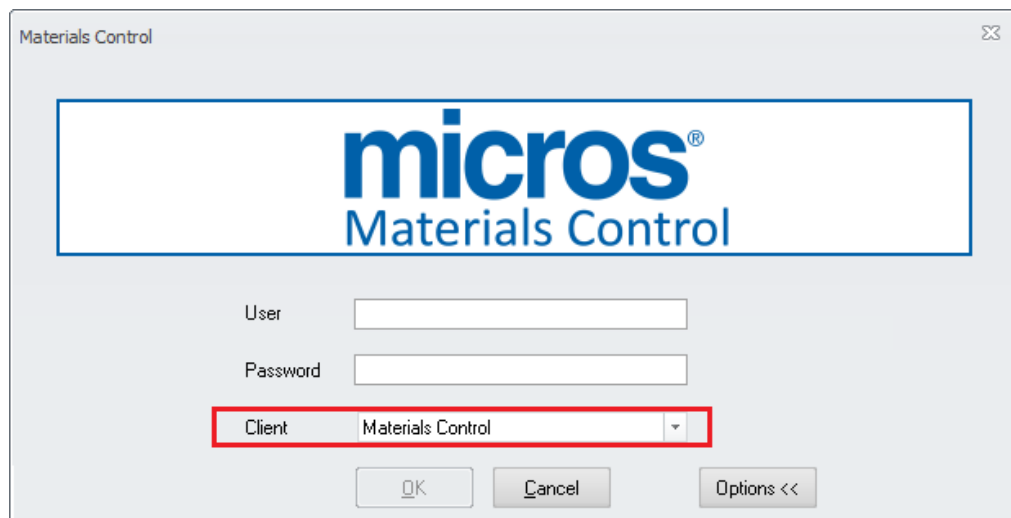 Materials Control
micros®
Materials Control
User
Password
Client Materials Control
OK Cancel Options <<